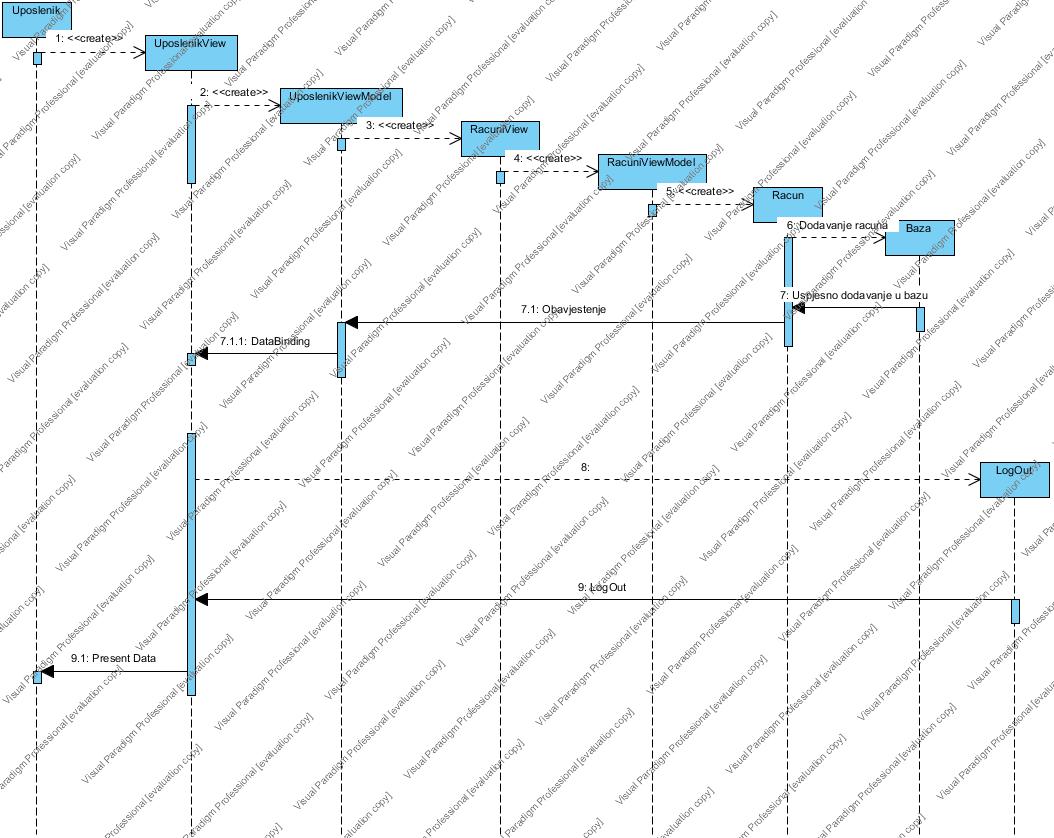 Uposlenik
1: <<create>>
UposlenikView
2: <<create>>
UposlenikViewModel
3: <<create>>
RacuniView
4: <<create>>
RacuniViewModel
5: <<create>>
Racun
6: Dodavanje racuna
Baza
7: Uspjesno dodavanje u bazu
7.1: Obavjestenje
7.1.1: DataBinding
8:
LogOut
9: LogOut
9.1: Present Data
Visual Paradigm Professional [evaluation copy]